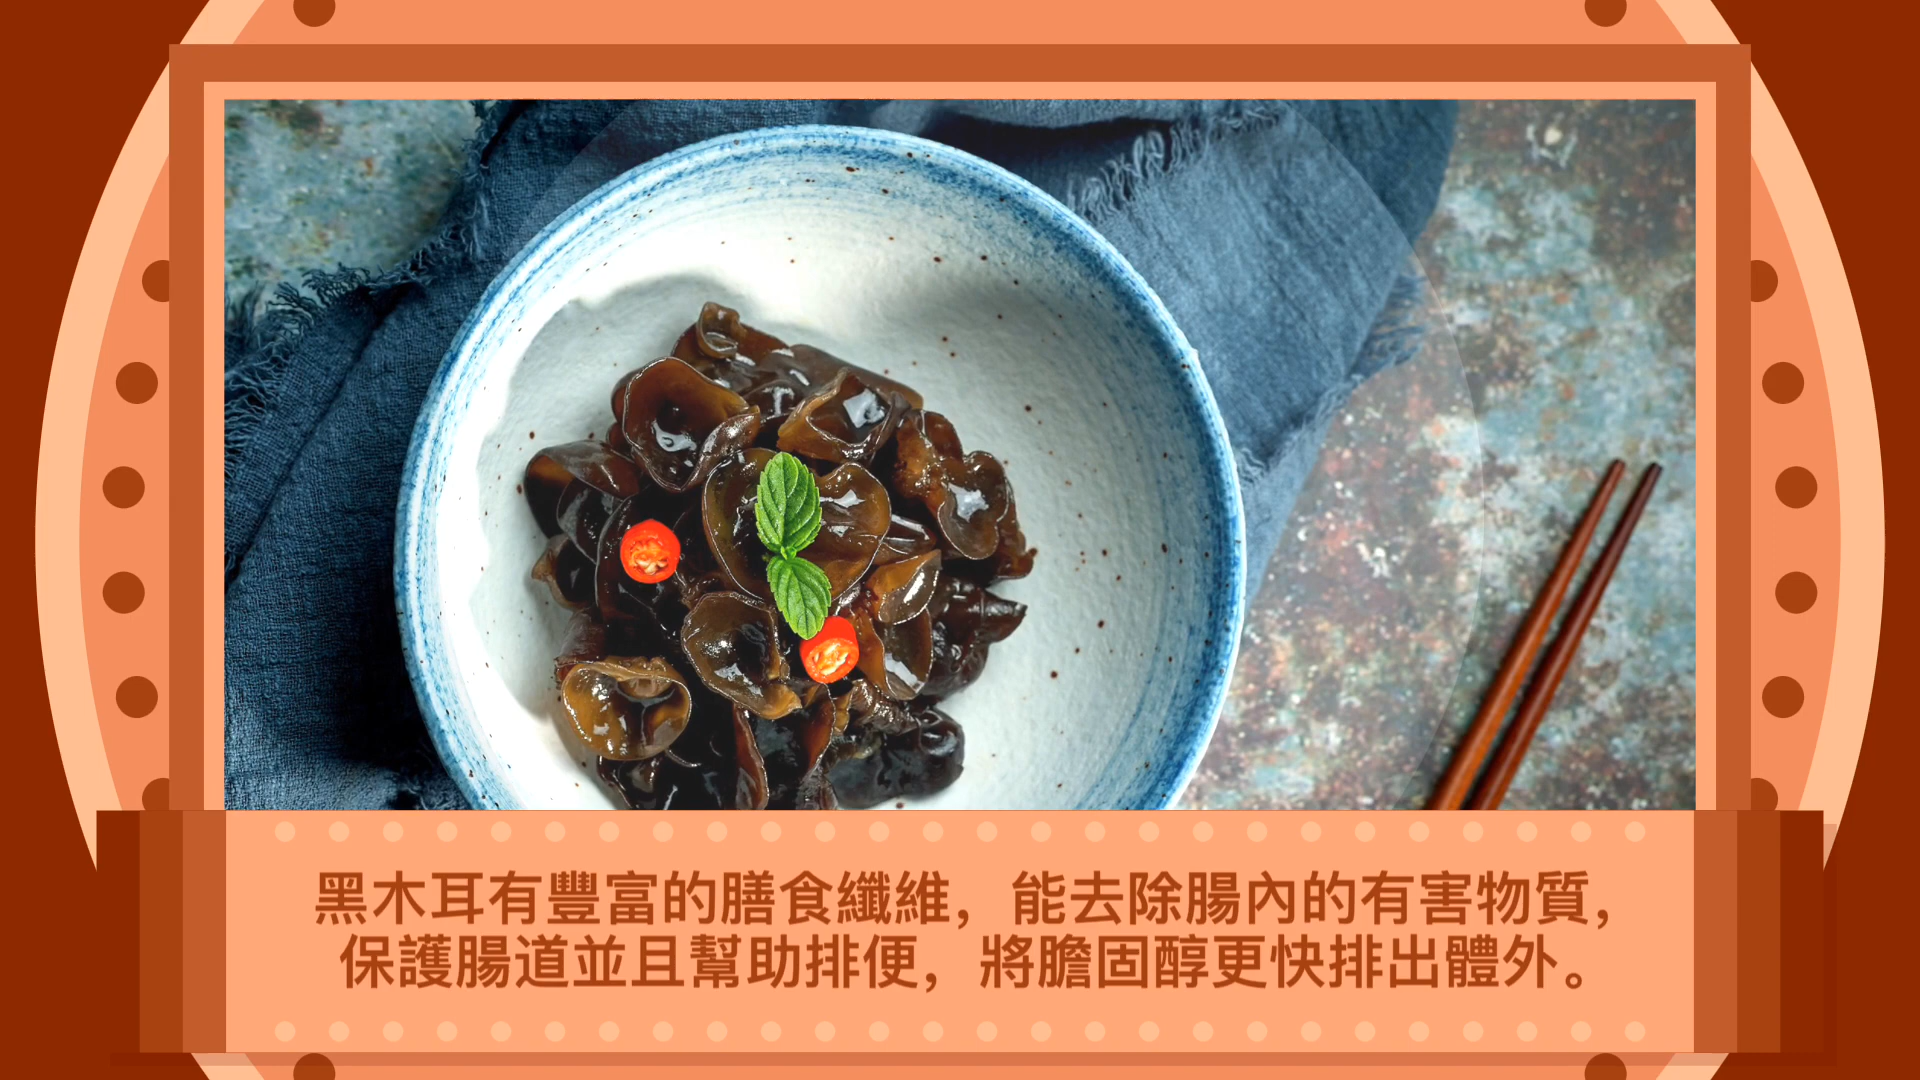 黑木耳有豐富的膳食纖維，能去除腸內的有害物質，
保護腸道並且幫助排便，將膽固醇更快排出體外。